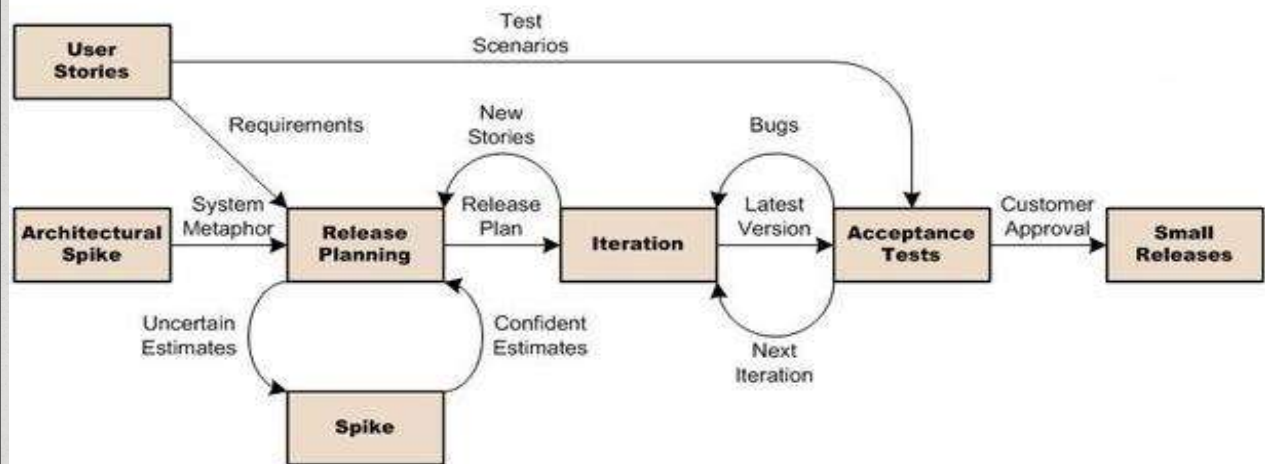 Test
Scenarios
User
Stories
Requirements
New
Stories
Bugs
System
Metaphor
Release
Plan
Latest
Version
Customer
Approval
Architectural
Spike
Release
Planning
Iteration
Acceptance
Tests
Small
Releases
Uncertain
Estimates
Confident
Estimates
Next
Iteration
Spike